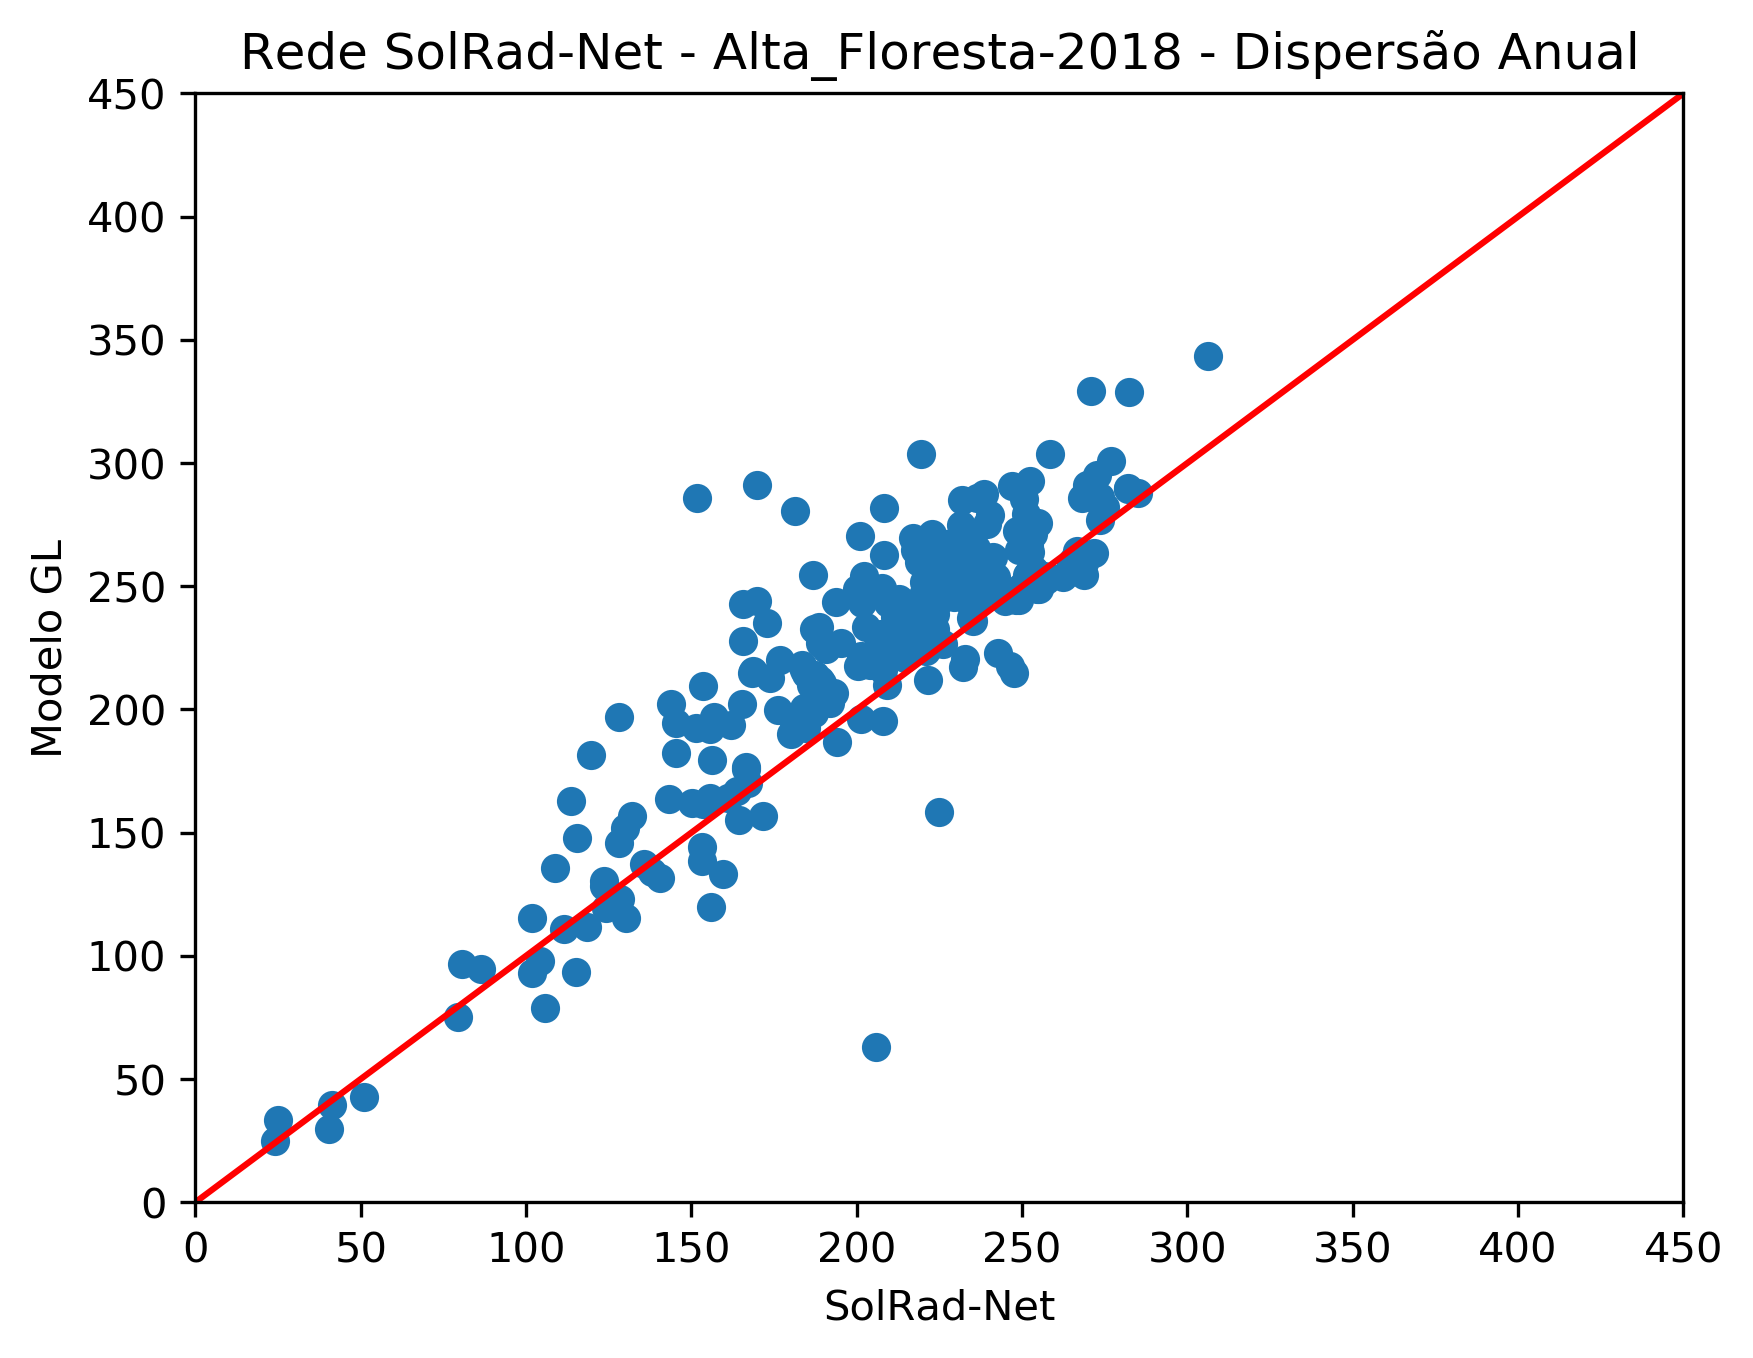 Rede SolRad-Net - Alta_Floresta-2018 - Dispersão Anual
450
400
350
300
250
200
150
100
50
0
Modelo GL
0 50 100 150 200 250 300 350 400 450
SolRad-Net